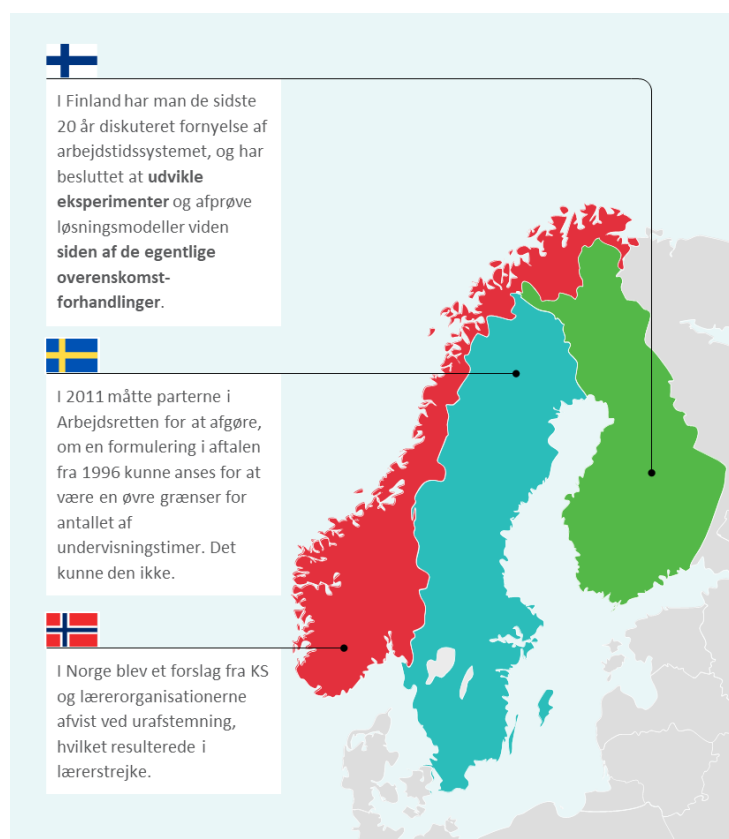 I Finland har man de sidste
20 år diskuteret fornyelse af
arbejdstidssystemet, og har
besluttet at udvikle
eksperimenter og afprøve
løsningsmodeller viden
siden af de egentlige
overenskomst-
forhandlinger.
I 2011 måtte parterne i
Arbejdsretten for at afgøre,
om en formulering i aftalen
fra 1996 kunne anses for at
være en øvre grænser for
antallet af
undervisningstimer. Det
kunne den ikke.
I Norge blev et forslag fra KS
og lærerorganisationerne
afvist ved urafstemning,
hvilket resulterede i
lærerstrejke.